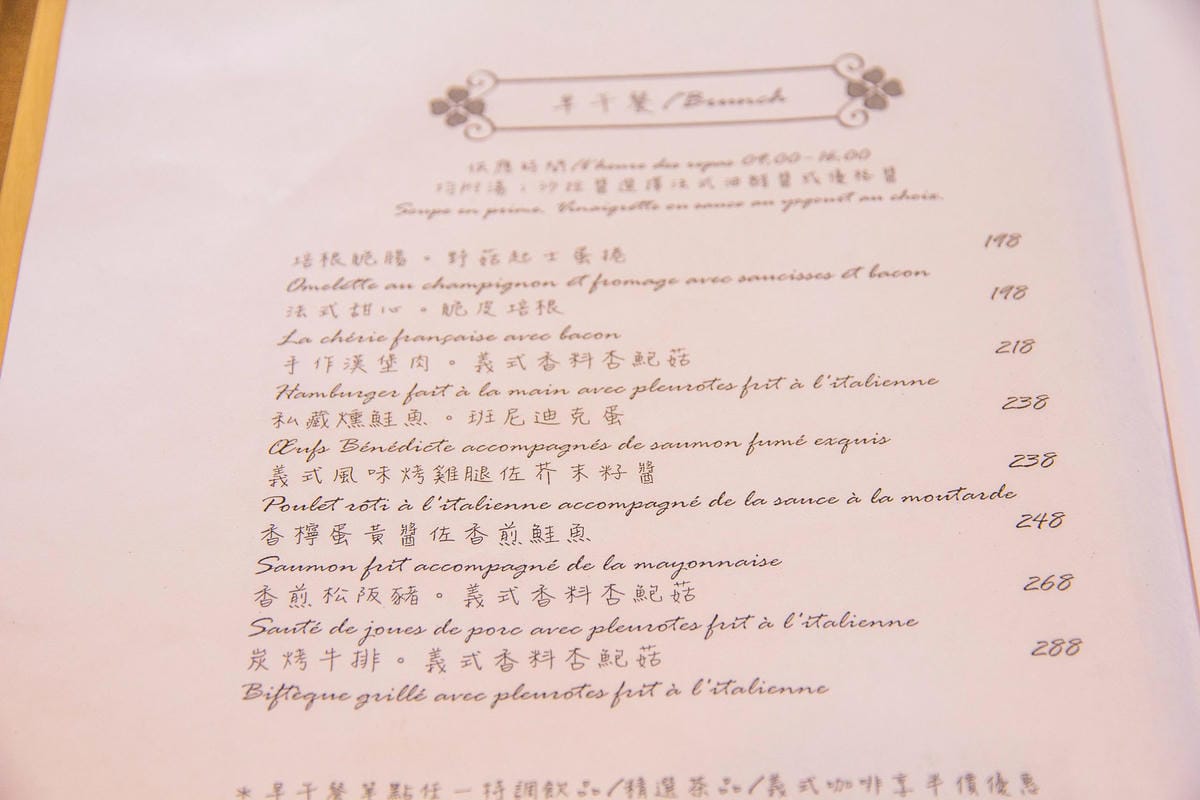 早午餐/Brunch
供應時間/l'heure des repas 09.00-16.00
附附湯，沙拉醬選擇法式油醋醬或優格醬
Soupe en prime. Vinaigrette ou sauce au yogourt au choix.
培根脆腸。野菇起士蛋捲 198
Omelette au champignon et fromage avec saucisses et bacon
法式甜心。脆皮培根 198
La chérie française avec bacon
手作漢堡肉。義式香料杏鮑菇 218
Hamburger fait à la main avec pleurotes frit à l'italienne
私藏燻鮭魚。班尼迪克蛋 238
Œufs Bénédicte accompagnés de saumon fumé exquis
義式風味烤雞腿佐芥末籽醬 238
Poulet rôti à l'italienne accompagné de la sauce à la moutarde
香檸蛋黃醬佐香煎鮭魚 248
Saumon frit accompagné de la mayonnaise
香煎松阪豬。義式香料杏鮑菇 268
Sauté de joues de porc avec pleurotes frit à l'italienne
炭烤牛排。義式香料杏鮑菇 288
Biftèque grillé avec pleurotes frit à l'italienne
＊早午餐單點任一特調飲品/精選茶品/義式咖啡享半價優惠